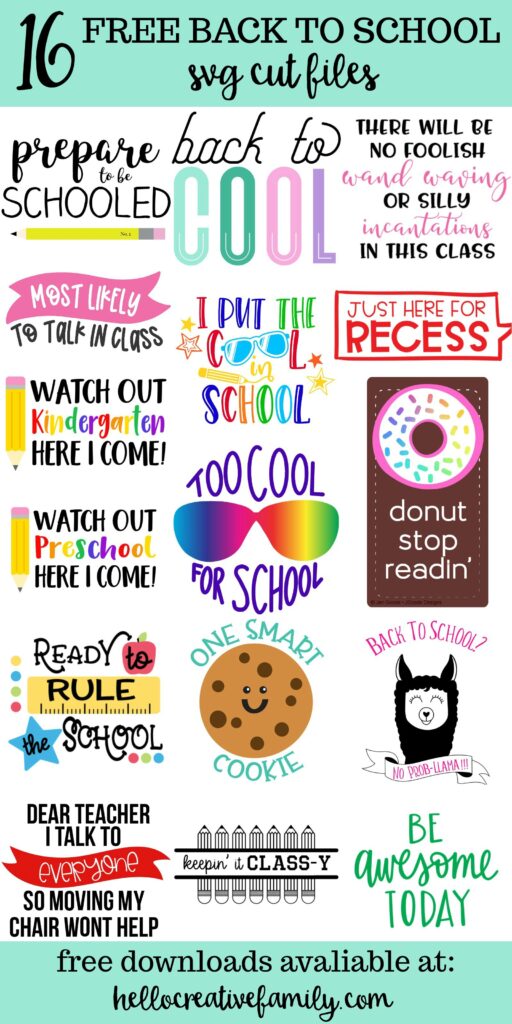 16 FREE BACK TO SCHOOL
svg cut files
prepare
to be
SCHOOLED
No. 2
back to
COOL
THERE WILL BE
NO FOOLISH
wand waving
OR SILLY
incantations
IN THIS CLASS
MOST LIKELY
TO TALK IN CLASS
I PUT THE
COOL
in
SCHOOL
JUST HERE FOR
RECESS
WATCH OUT
Kindergarten
HERE I COME!
TOO COOL
FOR SCHOOL
donut
stop
readin'
WATCH OUT
Preschool
HERE I COME!
READY to
RULE
the SCHOOL
ONE SMART
COOKIE
BACK TO SCHOOL?
NO PROB-LLAMA!!!
DEAR TEACHER
I TALK TO
everyone
SO MOVING MY
CHAIR WONT HELP
keepin' it CLASS-Y
BE
awesome
TODAY
free downloads avaliable at:
hellocreativefamily.com